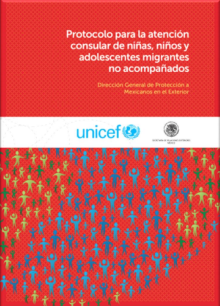 Protocolo para la atención
consular de niñas, niños y
adolescentes migrantes
no acompañados
Dirección General de Protección a
Mexicanos en el Exterior
unicef